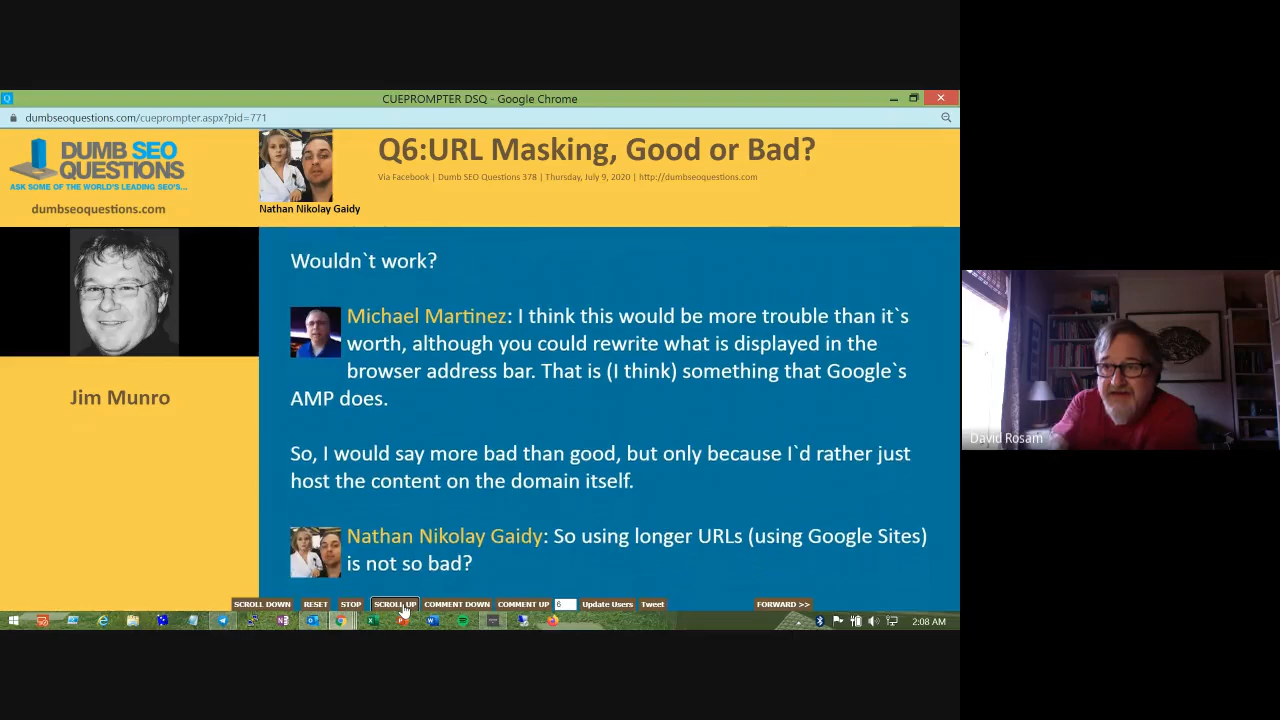 CUEPROMPTER DSQ - Google Chrome
dumbseoquestions.com/cueprompter.aspx?pid=771
DUMB SEO
QUESTIONS
ASK SOME OF THE WORLD'S LEADING SEO'S...
dumbseoquestions.com
Nathan Nikolay Gaidy
Q6:URL Masking, Good or Bad?
Via Facebook | Dumb SEO Questions 378 | Thursday, July 9, 2020 | http://dumbseoquestions.com
Jim Munro
Wouldn`t work?
Michael Martinez: I think this would be more trouble than it`s
worth, although you could rewrite what is displayed in the
browser address bar. That is (I think) something that Google`s
AMP does.
So, I would say more bad than good, but only because I`d rather just
host the content on the domain itself.
Nathan Nikolay Gaidy: So using longer URLs (using Google Sites)
is not so bad?
SCROLL DOWN RESET STOP SCROLL UP COMMENT DOWN COMMENT UP 6 Update Users Tweet FORWARD >>
2:08 AM
David Rosam